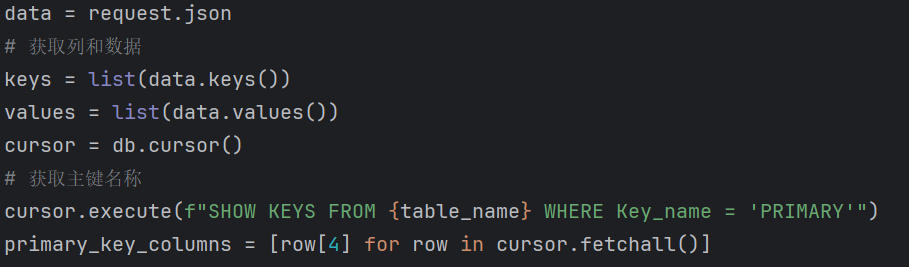 data = request.json
# 获取列和数据
keys = list(data.keys())
values = list(data.values())
cursor = db.cursor()
# 获取主键名称
cursor.execute(f"SHOW KEYS FROM {table_name} WHERE Key_name = 'PRIMARY'")
primary_key_columns = [row[4] for row in cursor.fetchall()]